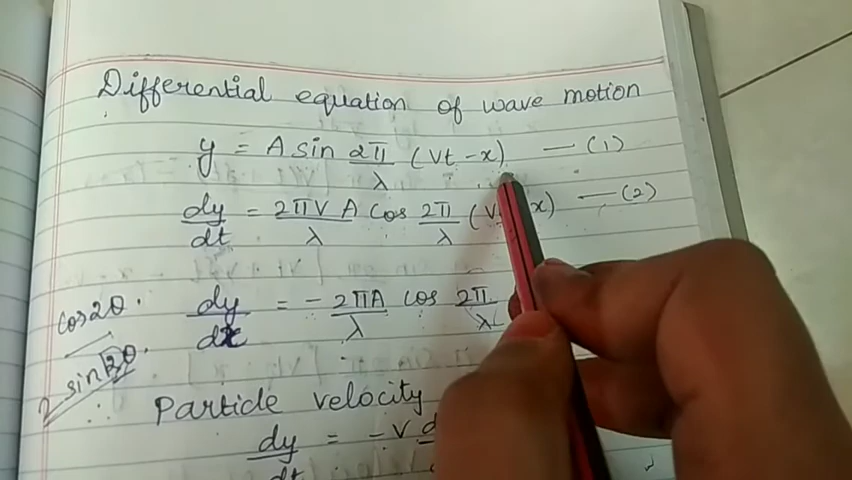 Differential equation of wave motion
y = A sin 2π/λ (Vt - x) — (1)
dy/dt = 2πV A/λ cos 2π/λ (V x) — (2)
cos2θ. dy/dx = - 2πA/λ cos 2π/λ
2 sin2θ.
∴ Particle velocity
dy/dt = -V